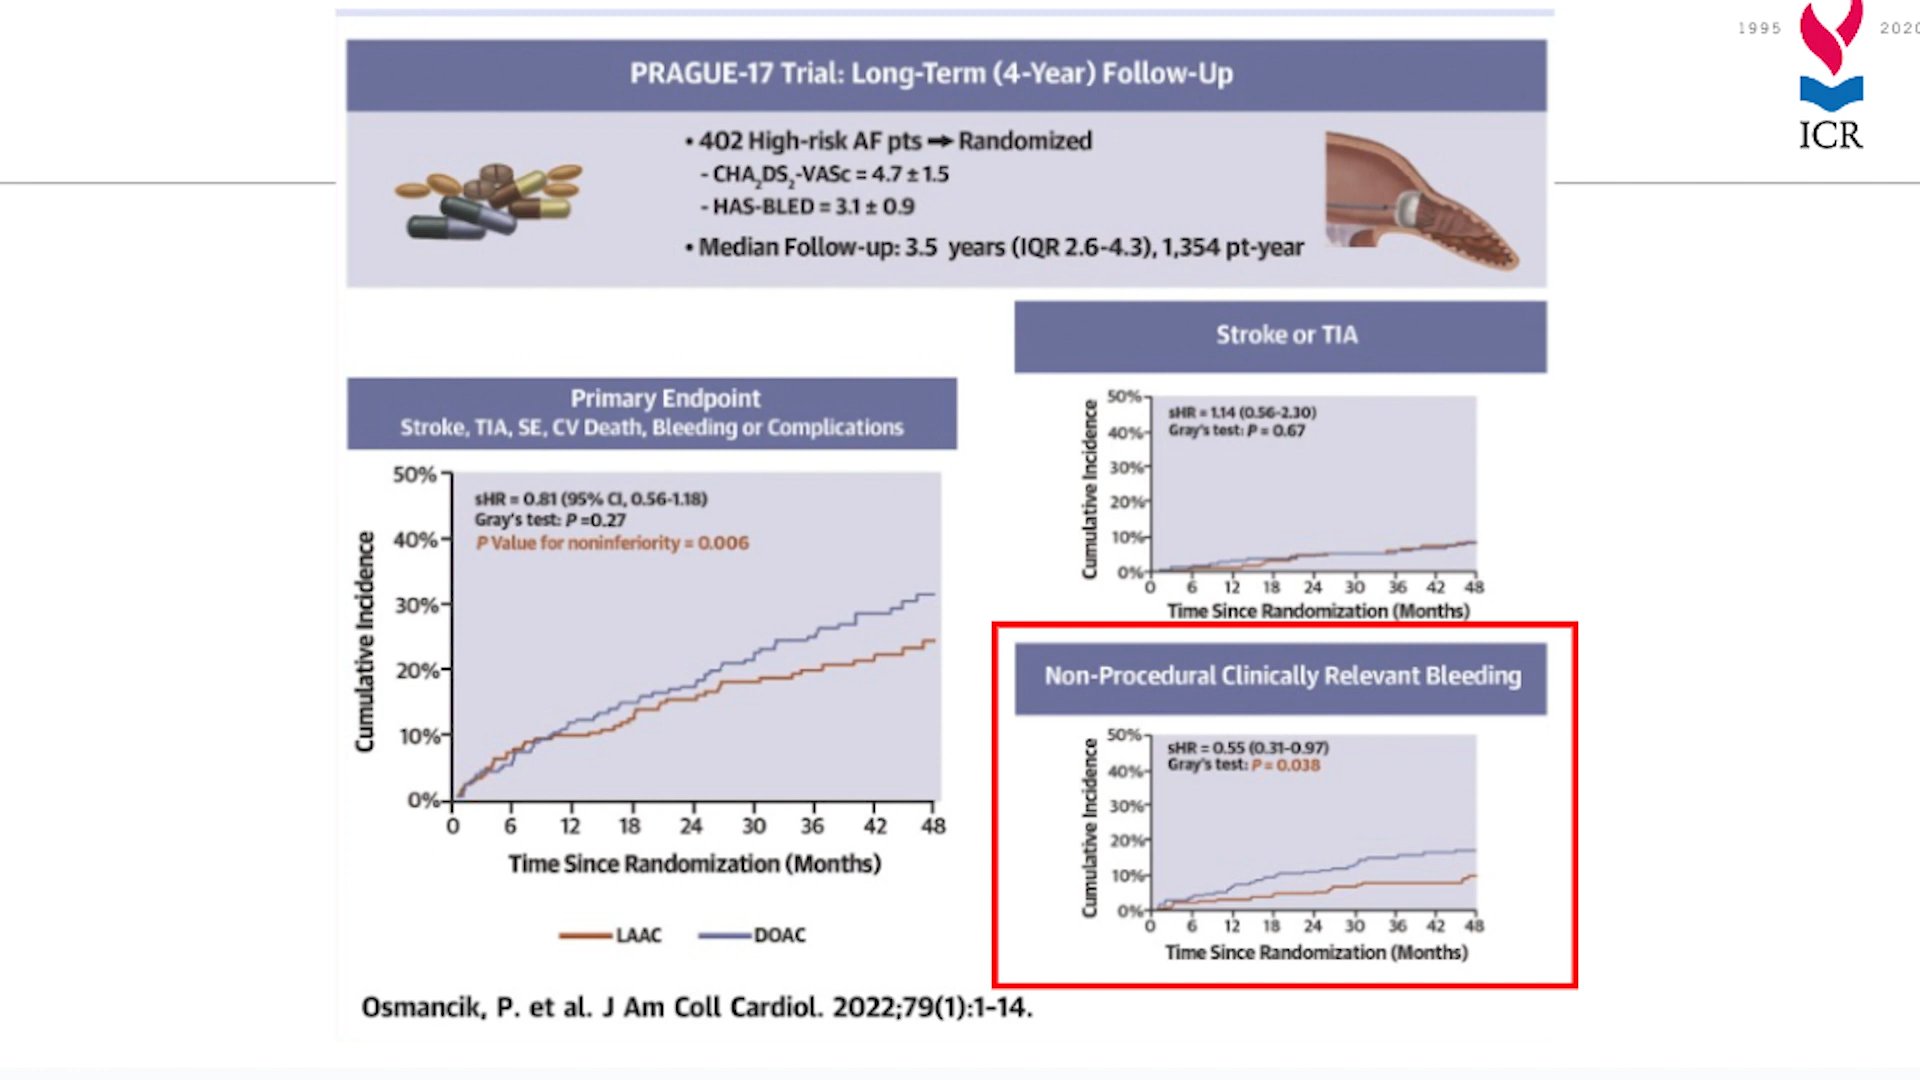 1995 2020
ICR
PRAGUE-17 Trial: Long-Term (4-Year) Follow-Up
• 402 High-risk AF pts ➞ Randomized
- CHA2DS2-VASc = 4.7 ± 1.5
- HAS-BLED = 3.1 ± 0.9
• Median Follow-up: 3.5 years (IQR 2.6-4.3), 1,354 pt-year
Primary Endpoint
Stroke, TIA, SE, CV Death, Bleeding or Complications
Cumulative Incidence
50%
40%
30%
20%
10%
0%
sHR = 0.81 (95% CI, 0.56-1.18)
Gray's test: P =0.27
P Value for noninferiority = 0.006
0 6 12 18 24 30 36 42 48
Time Since Randomization (Months)
LAAC DOAC
Stroke or TIA
Cumulative Incidence
50%
40%
30%
20%
10%
0%
sHR = 1.14 (0.56-2.30)
Gray's test: P = 0.67
0 6 12 18 24 30 36 42 48
Time Since Randomization (Months)
Non-Procedural Clinically Relevant Bleeding
Cumulative Incidence
50%
40%
30%
20%
10%
0%
sHR = 0.55 (0.31-0.97)
Gray's test: P = 0.038
0 6 12 18 24 30 36 42 48
Time Since Randomization (Months)
Osmancik, P. et al. J Am Coll Cardiol. 2022;79(1):1-14.